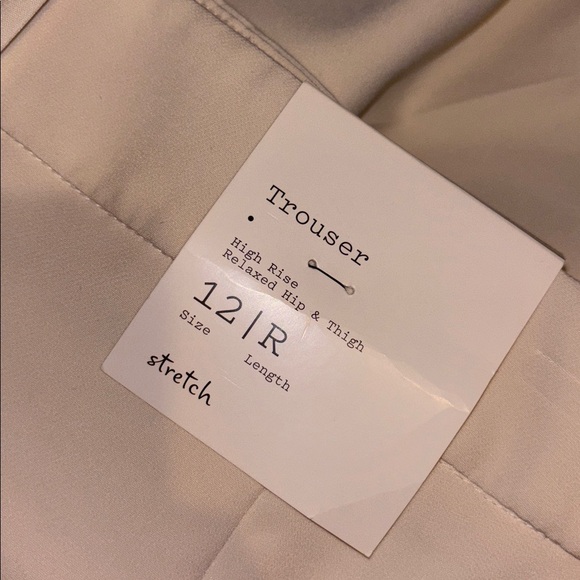 Trouser
High Rise
Relaxed Hip & Thigh
12|R
Size Length
stretch